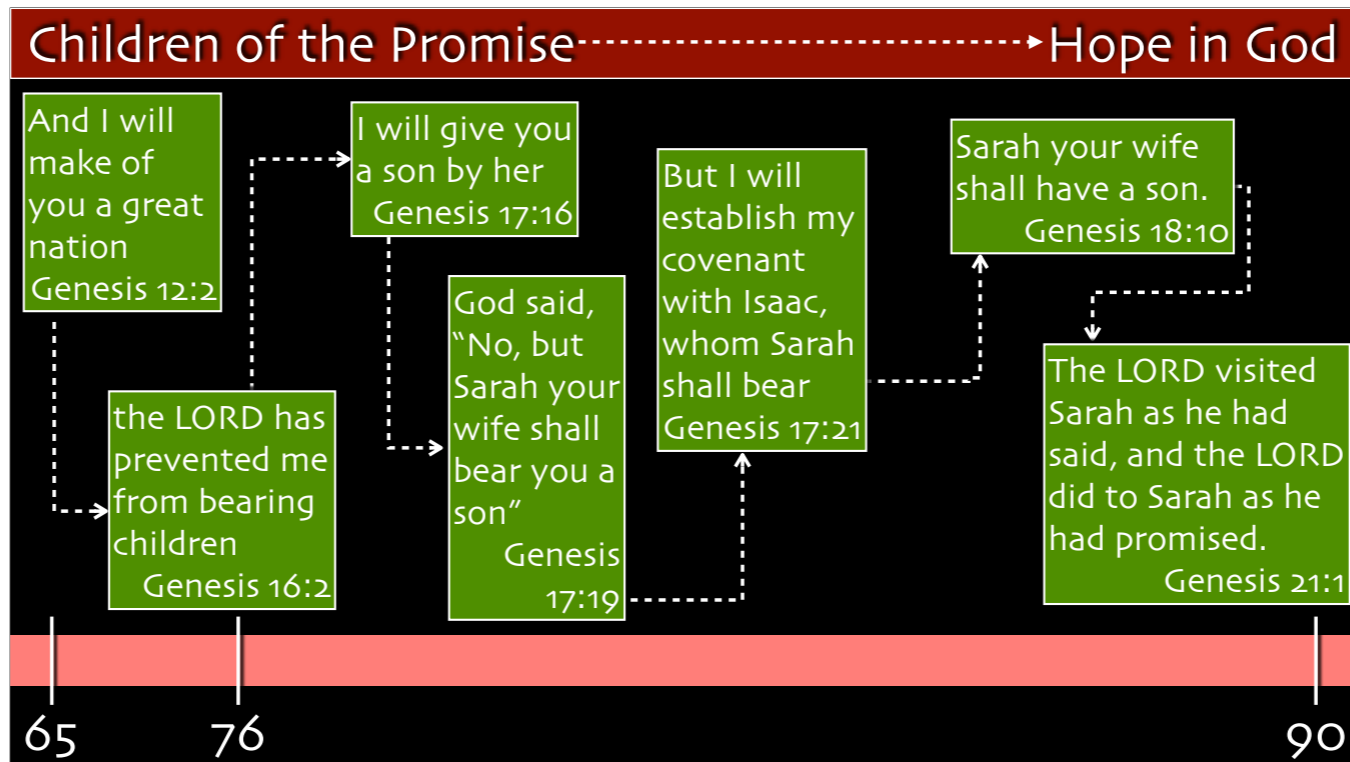 Children of the Promise
Hope in God
And I will
make of
you a great
nation
Genesis 12:2
the LORD has
prevented me
from bearing
children
Genesis 16:2
I will give you
a son by her
Genesis 17:16
God said,
“No, but
Sarah your
wife shall
bear you a
son”
Genesis
17:19
But I will
establish my
covenant
with Isaac,
whom Sarah
shall bear
Genesis 17:21
Sarah your wife
shall have a son.
Genesis 18:10
The LORD visited
Sarah as he had
said, and the LORD
did to Sarah as he
had promised.
Genesis 21:1
65
76
90